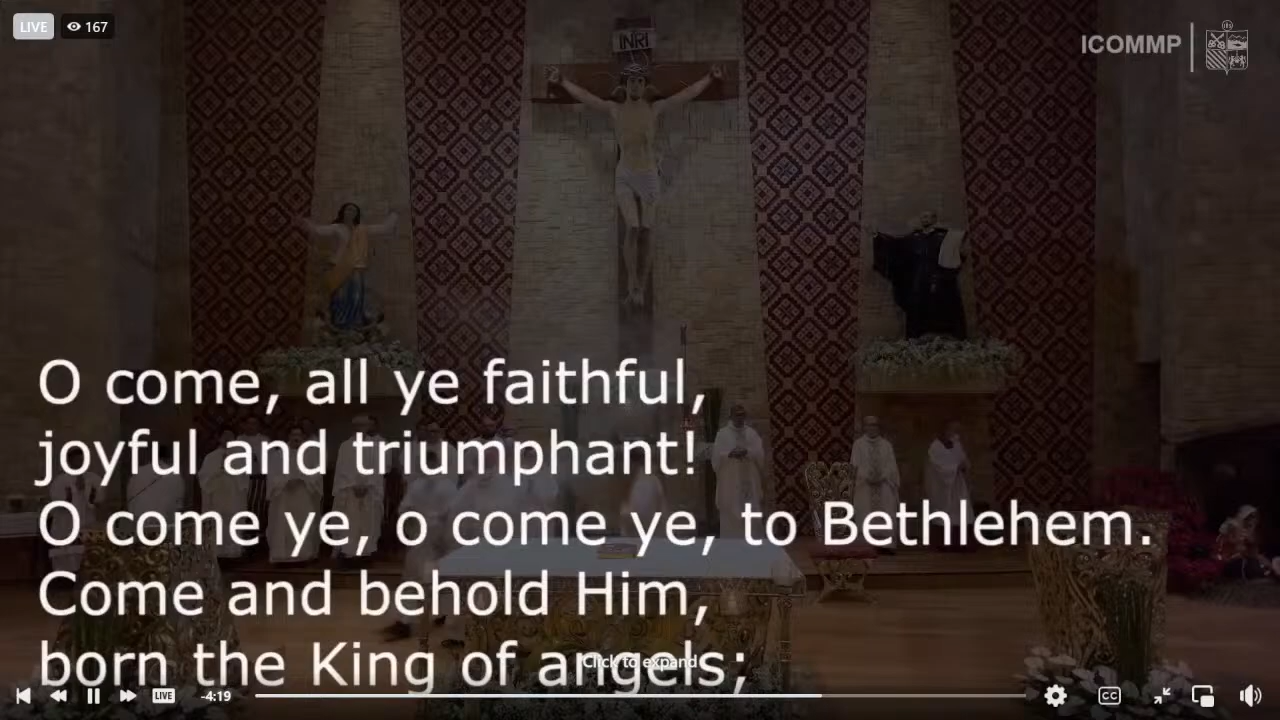 LIVE 167
INRI
ICOMMP
O come, all ye faithful,
joyful and triumphant!
O come ye, o come ye, to Bethlehem.
Come and behold Him,
born the King of angels;
Click to expand
LIVE -4:19 CC